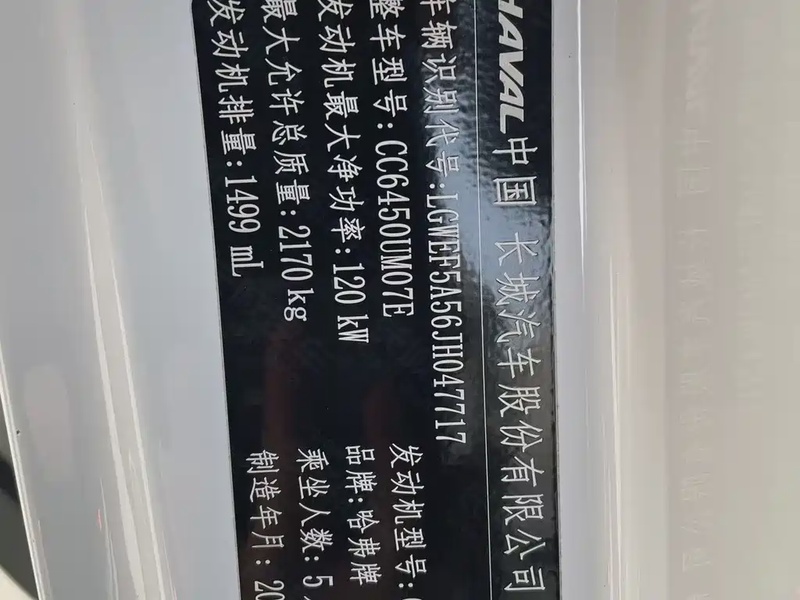 HAVAL 中国 长城汽车股份有限公司
车辆识别代号:LGWEF5A56JH047717
整车型号:CC6450UM07E 发动机型号:
发动机最大净功率:120 kW 品牌:哈弗牌
最大允许总质量:2170 kg 乘坐人数:5
发动机排量:1499 mL 制造年月:20